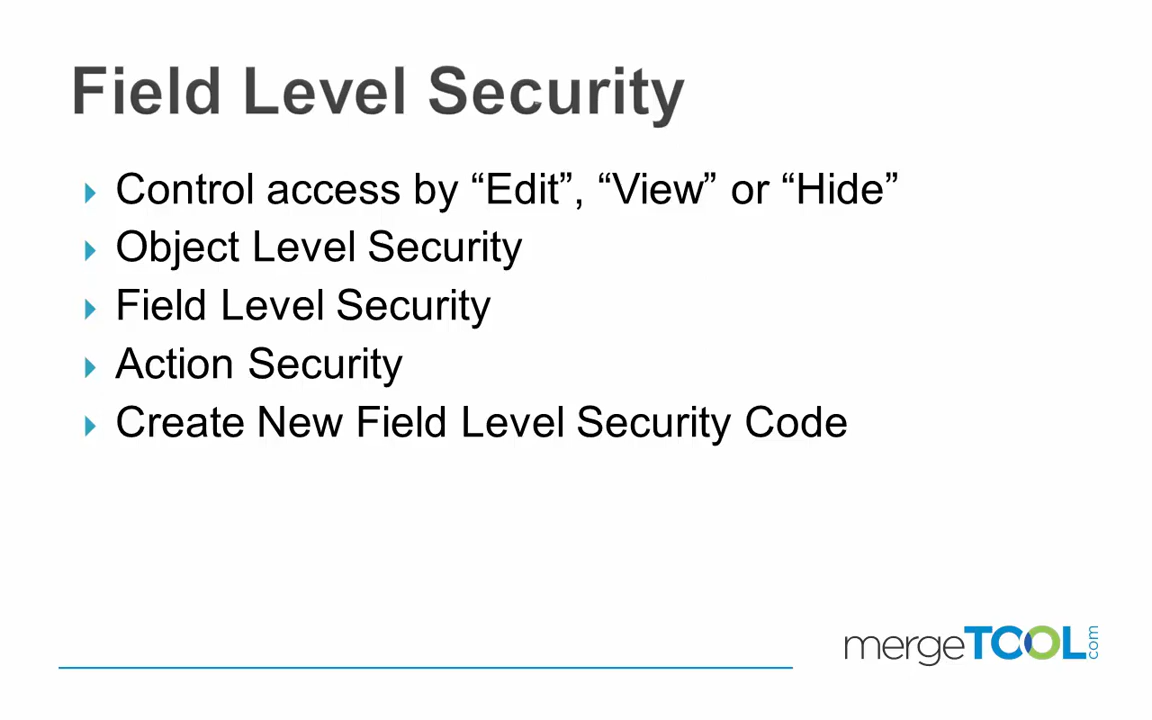 Field Level Security
Control access by “Edit”, “View” or “Hide”
Object Level Security
Field Level Security
Action Security
Create New Field Level Security Code
mergeTOOL.com